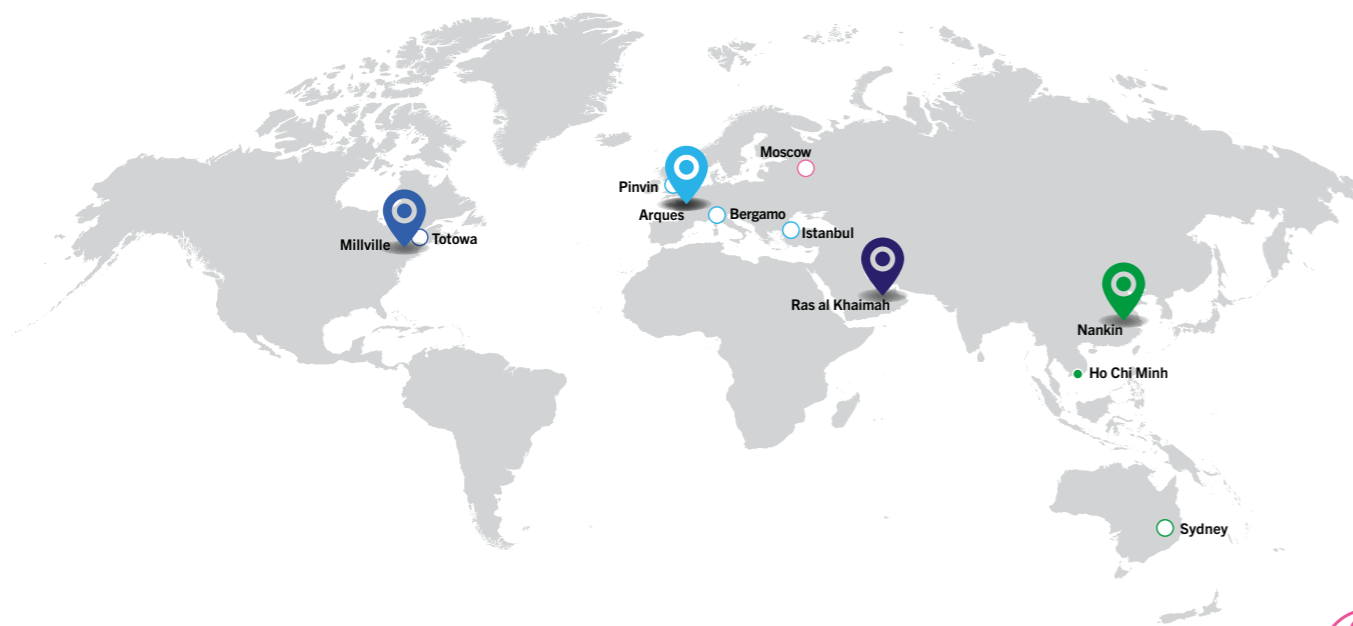 Moscow
Pinvin
Arques
Bergamo
Istanbul
Millville
Totowa
Ras al Khaimah
Nankin
Ho Chi Minh
Sydney